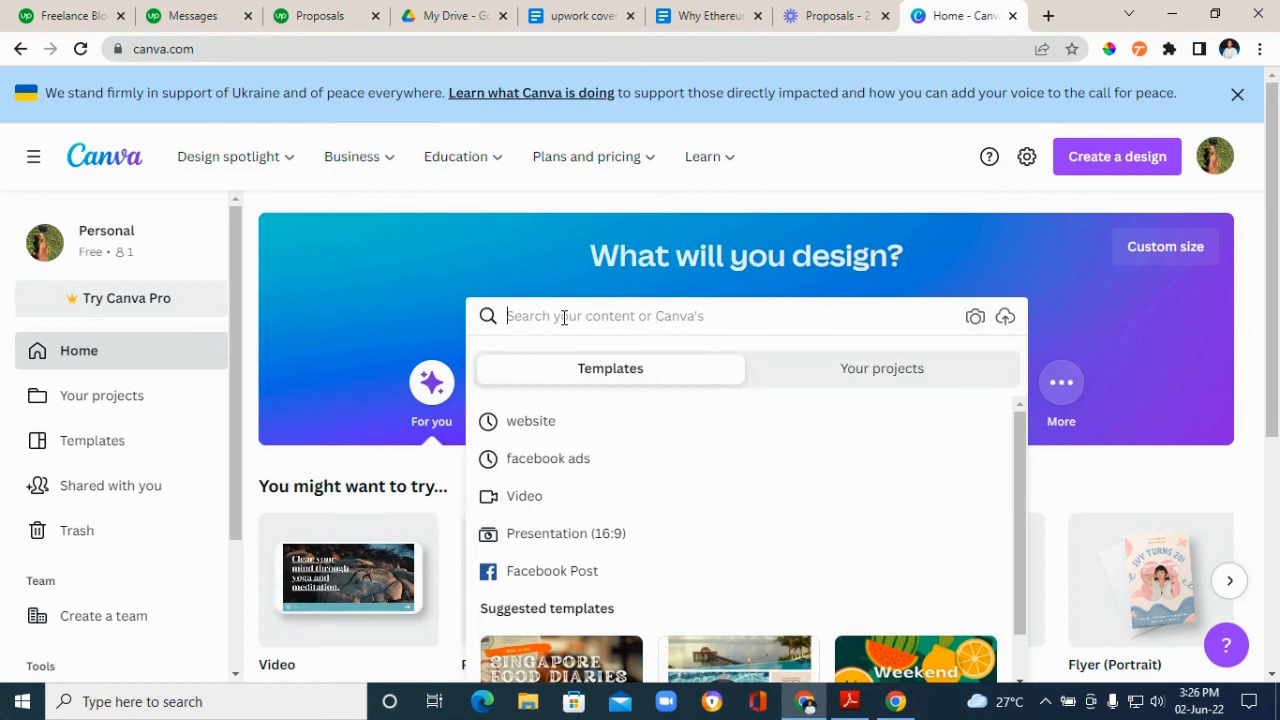 Freelance Blo
Messages
Proposals
My Drive - Go
upwork cover
Why Ethereur
Proposals - 2
Home - Canv
canva.com
We stand firmly in support of Ukraine and of peace everywhere. Learn what Canva is doing to support those directly impacted and how you can add your voice to the call for peace.
Canva
Design spotlight
Business
Education
Plans and pricing
Learn
Create a design
Personal
Free • 1
Try Canva Pro
Home
Your projects
Templates
Shared with you
Trash
Team
Create a team
Tools
What will you design?
Custom size
Search your content or Canva's
Templates
Your projects
For you
More
website
facebook ads
Video
Presentation (16:9)
Facebook Post
Suggested templates
SINGAPORE
FOOD DIARIES
Weekend
You might want to try...
Clear your
mind through
yoga and
meditation.
Video
TURNS 20!
Flyer (Portrait)
Type here to search
27°C
3:26 PM
02-Jun-22